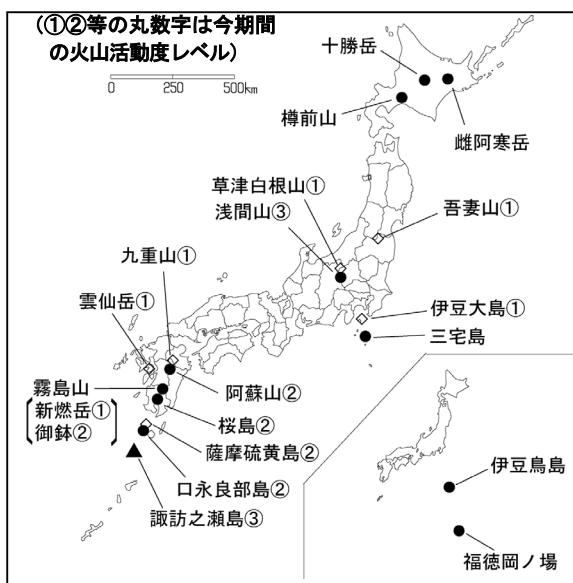 (①②等の丸数字は今期間
の火山活動度レベル)
0 250 500km
十勝岳
樽前山
雌阿寒岳
草津白根山①
浅間山③
吾妻山①
九重山①
雲仙岳①
伊豆大島①
三宅島
霧島山
新燃岳①
御鉢②
阿蘇山②
桜島②
薩摩硫黄島②
口永良部島②
諏訪之瀬島③
伊豆鳥島
福徳岡ノ場